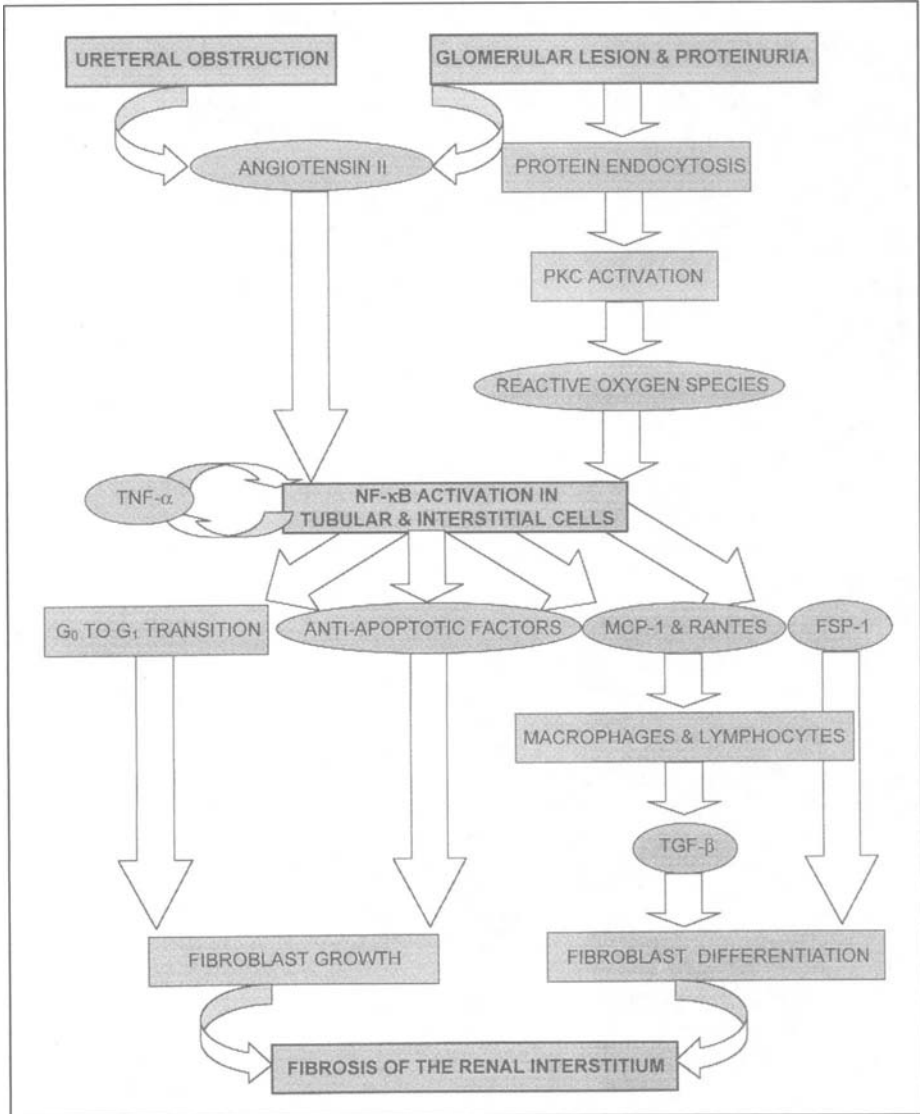 URETERAL OBSTRUCTION
GLOMERULAR LESION & PROTEINURIA
ANGIOTENSIN II
PROTEIN ENDOCYTOSIS
PKC ACTIVATION
REACTIVE OXYGEN SPECIES
TNF-α
NF-κB ACTIVATION IN
TUBULAR & INTERSTITIAL CELLS
G₀ TO G₁ TRANSITION
ANTI-APOPTOTIC FACTORS
MCP-1 & RANTES
FSP-1
MACROPHAGES & LYMPHOCYTES
TGF-β
FIBROBLAST GROWTH
FIBROBLAST DIFFERENTIATION
FIBROSIS OF THE RENAL INTERSTITIUM